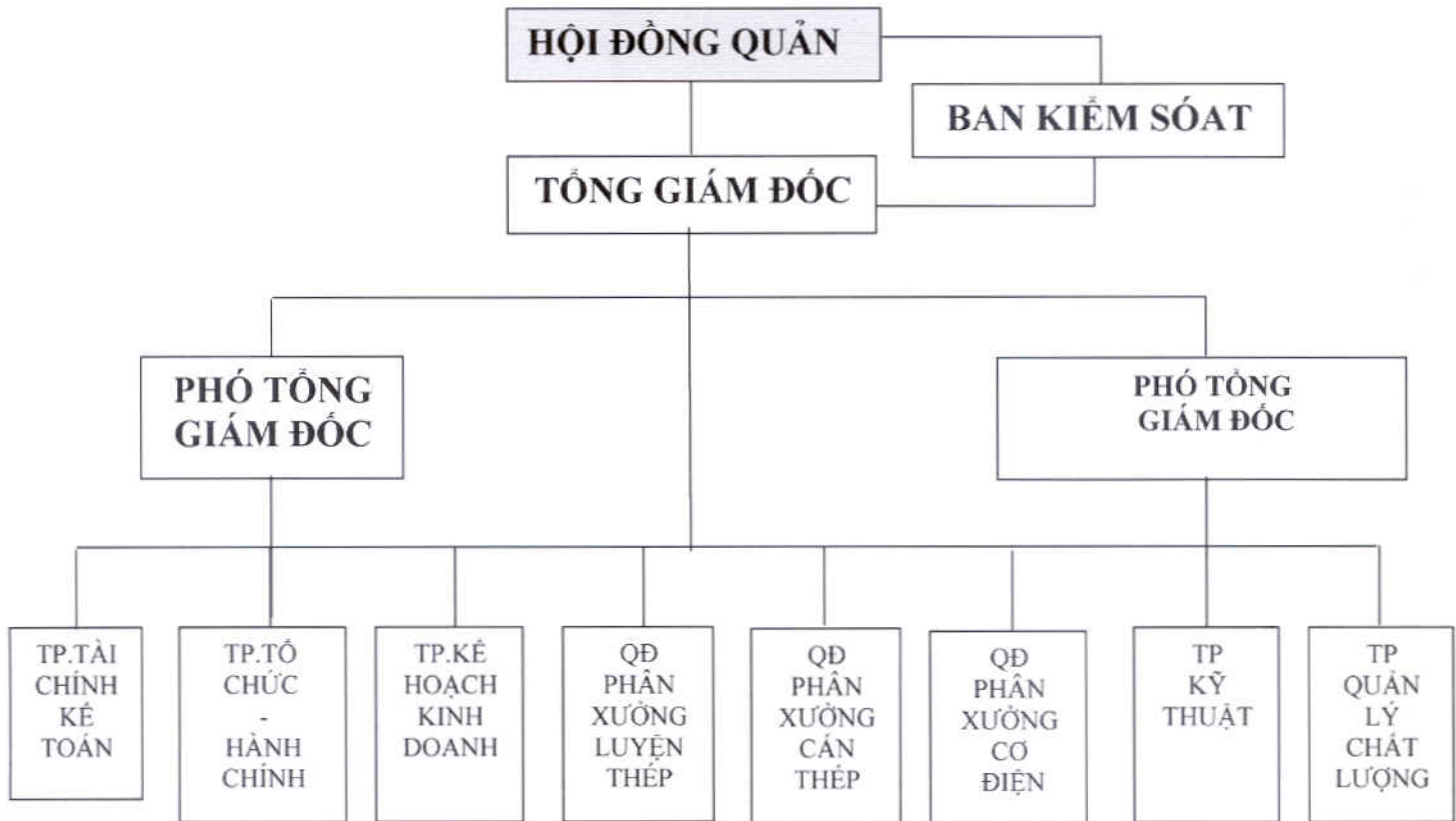 HỘI ĐỒNG QUẢN
BAN KIỂM SÓAT
TỔNG GIÁM ĐỐC
PHÓ TỔNG
GIÁM ĐỐC
PHÓ TỔNG
GIÁM ĐỐC
TP.TÀI
CHÍNH
KẾ
TOÁN
TP.TỔ
CHỨC
-
HÀNH
CHÍNH
TP.KẾ
HOẠCH
KINH
DOANH
QĐ
PHÂN
XƯỞNG
LUYỆN
THÉP
QĐ
PHÂN
XƯỞNG
CÁN
THÉP
QĐ
PHÂN
XƯỞNG
CƠ
ĐIỆN
TP
KỸ
THUẬT
TP
QUẢN
LÝ
CHẤT
LƯỢNG